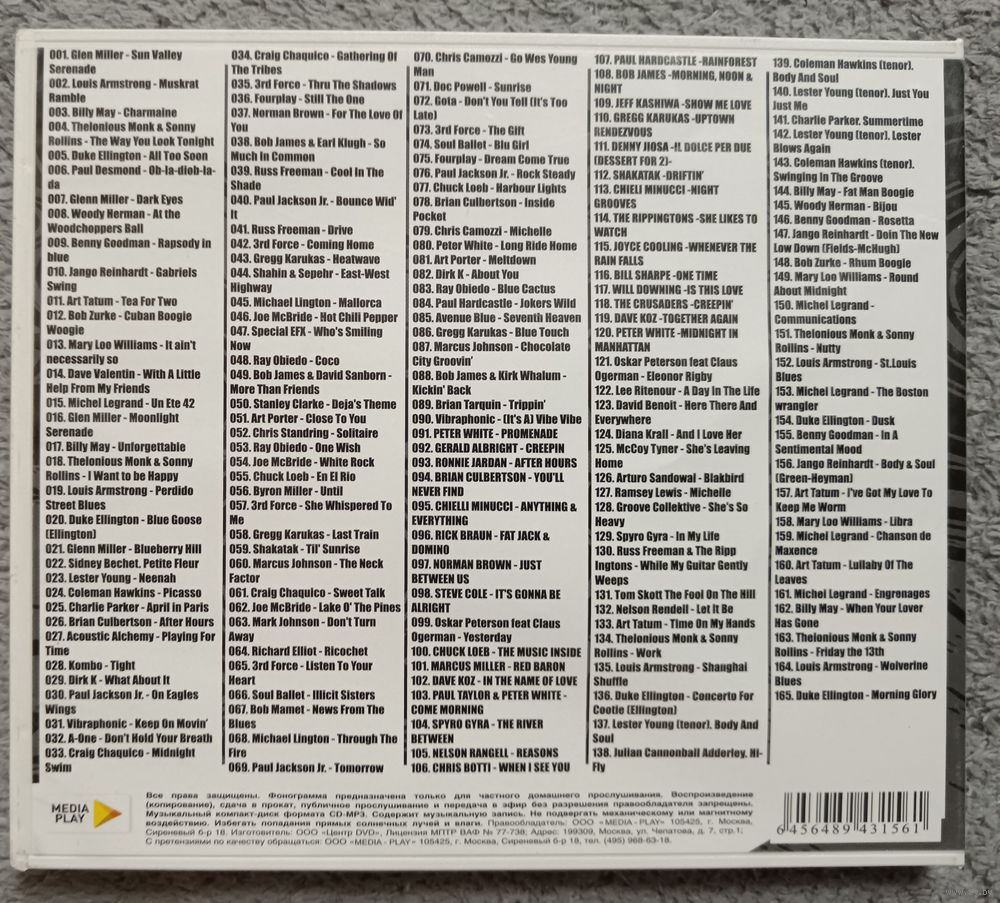 001. Glen Miller - Sun Valley
Serenade
002. Louis Armstrong - Muskrat
Ramble
003. Billy May - Charmaine
004. Thelonious Monk & Sonny
Rollins - The Way You Look Tonight
005. Duke Ellington - All Too Soon
006. Paul Desmond - Ob-la-diob-la-
da
007. Glenn Miller - Dark Eyes
008. Woody Herman - At the
Woodchoppers Ball
009. Benny Goodman - Rapsody in
blue
010. Jango Reinhardt - Gabriels
Swing
011. Art Tatum - Tea For Two
012. Bob Zurke - Cuban Boogie
Woogie
013. Mary Loo Williams - It ain't
necessarily so
014. Dave Valentin - With A Little
Help From My Friends
015. Michel Legrand - Un Ete 42
016. Glen Miller - Moonlight
Serenade
017. Billy May - Unforgettable
018. Thelonious Monk & Sonny
Rollins - I Want to be Happy
019. Louis Armstrong - Perdido
Street Blues
020. Duke Ellington - Blue Goose
(Ellington)
021. Glenn Miller - Blueberry Hill
022. Sidney Bechet. Petite Fleur
023. Lester Young - Neenah
024. Coleman Hawkins - Picasso
025. Charlie Parker - April in Paris
026. Brian Culbertson - After Hours
027. Acoustic Alchemy - Playing For
Time
028. Kombo - Tight
029. Dirk K - What About It
030. Paul Jackson Jr. - On Eagles
Wings
031. Vibraphonic - Keep On Movin'
032. A-One - Don't Hold Your Breath
033. Craig Chaquico - Midnight
Swim
034. Craig Chaquico - Gathering Of
The Tribes
035. 3rd Force - Thru The Shadows
036. Fourplay - Still The One
037. Norman Brown - For The Love Of
You
038. Bob James & Earl Klugh - So
Much In Common
039. Russ Freeman - Cool In The
Shade
040. Paul Jackson Jr. - Bounce Wid'
It
041. Russ Freeman - Drive
042. 3rd Force - Coming Home
043. Gregg Karukas - Heatwave
044. Shahin & Sepehr - East-West
Highway
045. Michael Lington - Mallorca
046. Joe McBride - Hot Chili Pepper
047. Special EFX - Who's Smiling
Now
048. Ray Obiedo - Coco
049. Bob James & David Sanborn -
More Than Friends
050. Stanley Clarke - Deja's Theme
051. Art Porter - Close To You
052. Chris Standring - Solitaire
053. Ray Obiedo - One Wish
054. Joe McBride - White Rock
055. Chuck Loeb - En El Rio
056. Byron Miller - Until
057. 3rd Force - She Whispered To
Me
058. Gregg Karukas - Last Train
059. Shakatak - Til' Sunrise
060. Marcus Johnson - The Neck
Factor
061. Craig Chaquico - Sweet Talk
062. Joe McBride - Lake O' The Pines
063. Mark Johnson - Don't Turn
Away
064. Richard Elliot - Ricochet
065. 3rd Force - Listen To Your
Heart
066. Soul Ballet - Illicit Sisters
067. Bob Mamet - News From The
Blues
068. Michael Lington - Through The
Fire
069. Paul Jackson Jr. - Tomorrow
070. Chris Camozzi - Go Wes Young
Man
071. Doc Powell - Sunrise
072. Gota - Don't You Tell (It's Too
Late)
073. 3rd Force - The Gift
074. Soul Ballet - Blu Girl
075. Fourplay - Dream Come True
076. Paul Jackson Jr. - Rock Steady
077. Chuck Loeb - Harbour Lights
078. Brian Culbertson - Inside
Pocket
079. Chris Camozzi - Michelle
080. Peter White - Long Ride Home
081. Art Porter - Meltdown
082. Dirk K - About You
083. Ray Obiedo - Blue Cactus
084. Paul Hardcastle - Jokers Wild
085. Avenue Blue - Seventh Heaven
086. Gregg Karukas - Blue Touch
087. Marcus Johnson - Chocolate
City Groovin'
088. Bob James & Kirk Whalum -
Kickin' Back
089. Brian Tarquin - Trippin'
090. Vibraphonic - (It's A) Vibe Vibe
091. PETER WHITE - PROMENADE
092. GERALD ALBRIGHT - CREEPIN
093. RONNIE JARDAN - AFTER HOURS
094. BRIAN CULBERTSON - YOU'LL
NEVER FIND
095. CHIELLI MINUCCI - ANYTHING &
EVERYTHING
096. RICK BRAUN - FAT JACK &
DOMINO
097. NORMAN BROWN - JUST
BETWEEN US
098. STEVE COLE - IT'S GONNA BE
ALRIGHT
099. Oskar Peterson feat Claus
Ogerman - Yesterday
100. CHUCK LOEB - THE MUSIC INSIDE
101. MARCUS MILLER - RED BARON
102. DAVE KOZ - IN THE NAME OF LOVE
103. PAUL TAYLOR & PETER WHITE -
COME MORNING
104. SPYRO GYRA - THE RIVER
BETWEEN
105. NELSON RANGELL - REASONS
106. CHRIS BOTTI - WHEN I SEE YOU
107. PAUL HARDCASTLE -RAINFOREST
108. BOB JAMES -MORNING, NOON &
NIGHT
109. JEFF KASHIWA -SHOW ME LOVE
110. GREGG KARUKAS -UPTOWN
RENDEZVOUS
111. DENNY JIOSA -IL DOLCE PER DUE
(DESSERT FOR 2)-
112. SHAKATAK -DRIFTIN'
113. CHIELI MINUCCI -NIGHT
GROOVES
114. THE RIPPINGTONS -SHE LIKES TO
WATCH
115. JOYCE COOLING -WHENEVER THE
RAIN FALLS
116. BILL SHARPE -ONE TIME
117. WILL DOWNING -IS THIS LOVE
118. THE CRUSADERS -CREEPIN'
119. DAVE KOZ -TOGETHER AGAIN
120. PETER WHITE -MIDNIGHT IN
MANHATTAN
121. Oskar Peterson feat Claus
Ogerman - Eleonor Rigby
122. Lee Ritenour - A Day In The Life
123. David Benoit - Here There And
Everywhere
124. Diana Krall - And I Love Her
125. McCoy Tyner - She's Leaving
Home
126. Arturo Sandowal - Blakbird
127. Ramsey Lewis - Michelle
128. Groove Collektive - She's So
Heavy
129. Spyro Gyra - In My Life
130. Russ Freeman & The Ripp
Ingtons - While My Guitar Gently
Weeps
131. Tom Skott The Fool On The Hill
132. Nelson Rendell - Let It Be
133. Art Tatum - Time On My Hands
134. Thelonious Monk & Sonny
Rollins - Work
135. Louis Armstrong - Shanghai
Shuffle
136. Duke Ellington - Concerto For
Cootie (Ellington)
137. Lester Young (tenor). Body And
Soul
138. Julian Cannonball Adderley. Hi-
Fly
139. Coleman Hawkins (tenor).
Body And Soul
140. Lester Young (tenor). Just You
Just Me
141. Charlie Parker. Summertime
142. Lester Young (tenor). Lester
Blows Again
143. Coleman Hawkins (tenor).
Swinging In The Groove
144. Billy May - Fat Man Boogie
145. Woody Herman - Bijou
146. Benny Goodman - Rosetta
147. Jango Reinhardt - Doin The New
Low Down (Fields-McHugh)
148. Bob Zurke - Rhum Boogie
149. Mary Loo Williams - Round
About Midnight
150. Michel Legrand -
Communications
151. Thelonious Monk & Sonny
Rollins - Nutty
152. Louis Armstrong - St.Louis
Blues
153. Michel Legrand - The Boston
wrangler
154. Duke Ellington - Dusk
155. Benny Goodman - In A
Sentimental Mood
156. Jango Reinhardt - Body & Soul
(Green-Heyman)
157. Art Tatum - I've Got My Love To
Keep Me Worm
158. Mary Loo Williams - Libra
159. Michel Legrand - Chanson de
Maxence
160. Art Tatum - Lullaby Of The
Leaves
161. Michel Legrand - Engrenages
162. Billy May - When Your Lover
Has Gone
163. Thelonious Monk & Sonny
Rollins - Friday the 13th
164. Louis Armstrong - Wolverine
Blues
165. Duke Ellington - Morning Glory
MEDIA
PLAY
Все права защищены. Фонограмма предназначена только для частного домашнего прослушивания. Воспроизведение
(копирование), сдача в прокат, публичное прослушивание и передача в эфир без разрешения правообладателя запрещены.
Музыкальный компакт-диск формата CD-MP3. Содержит музыкальную запись. Не подвергать механическому или магнитному
воздействию. Избегать попадания прямых солнечных лучей и влаги. Правообладатель: ООО «MEDIA - PLAY» 105425, г. Москва,
Сиреневый б-р 18. Изготовитель: ООО «Центр DVD», Лицензия МПТР ВАФ № 77-738; Адрес: 199309, Москва, ул. Чепатова, д. 7, стр.1;
С претензиями по качеству обращаться: ООО «MEDIA - PLAY» 105425, г. Москва, Сиреневый б-р 18, тел. (495) 968-63-18.
6 456489 431561